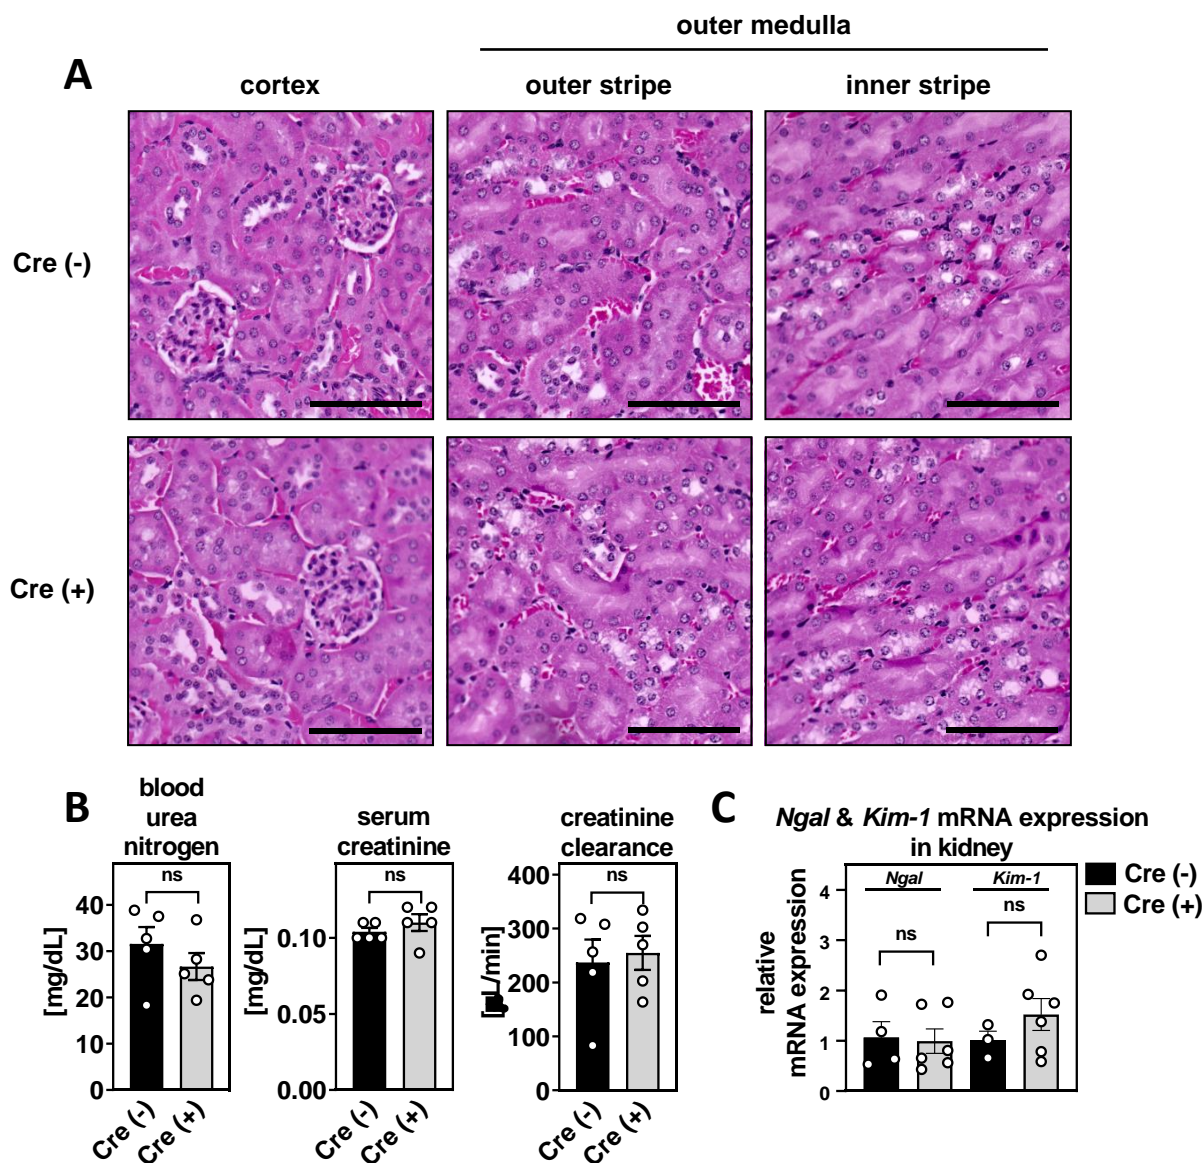 outer medulla
A
cortex
outer stripe
inner stripe
Cre (-)
Cre (+)
B
blood
urea
nitrogen
[mg/dL]
40
30
20
10
0
ns
Cre (-)
Cre (+)
serum
creatinine
[mg/dL]
0.10
0.05
0.00
ns
Cre (-)
Cre (+)
creatinine
clearance
L/min]
400
300
200
100
0
ns
Cre (-)
Cre (+)
C
Ngal & Kim-1 mRNA expression
in kidney
relative
mRNA expression
4
3
2
1
0
Ngal
Kim-1
ns
ns
Cre (-)
Cre (+)